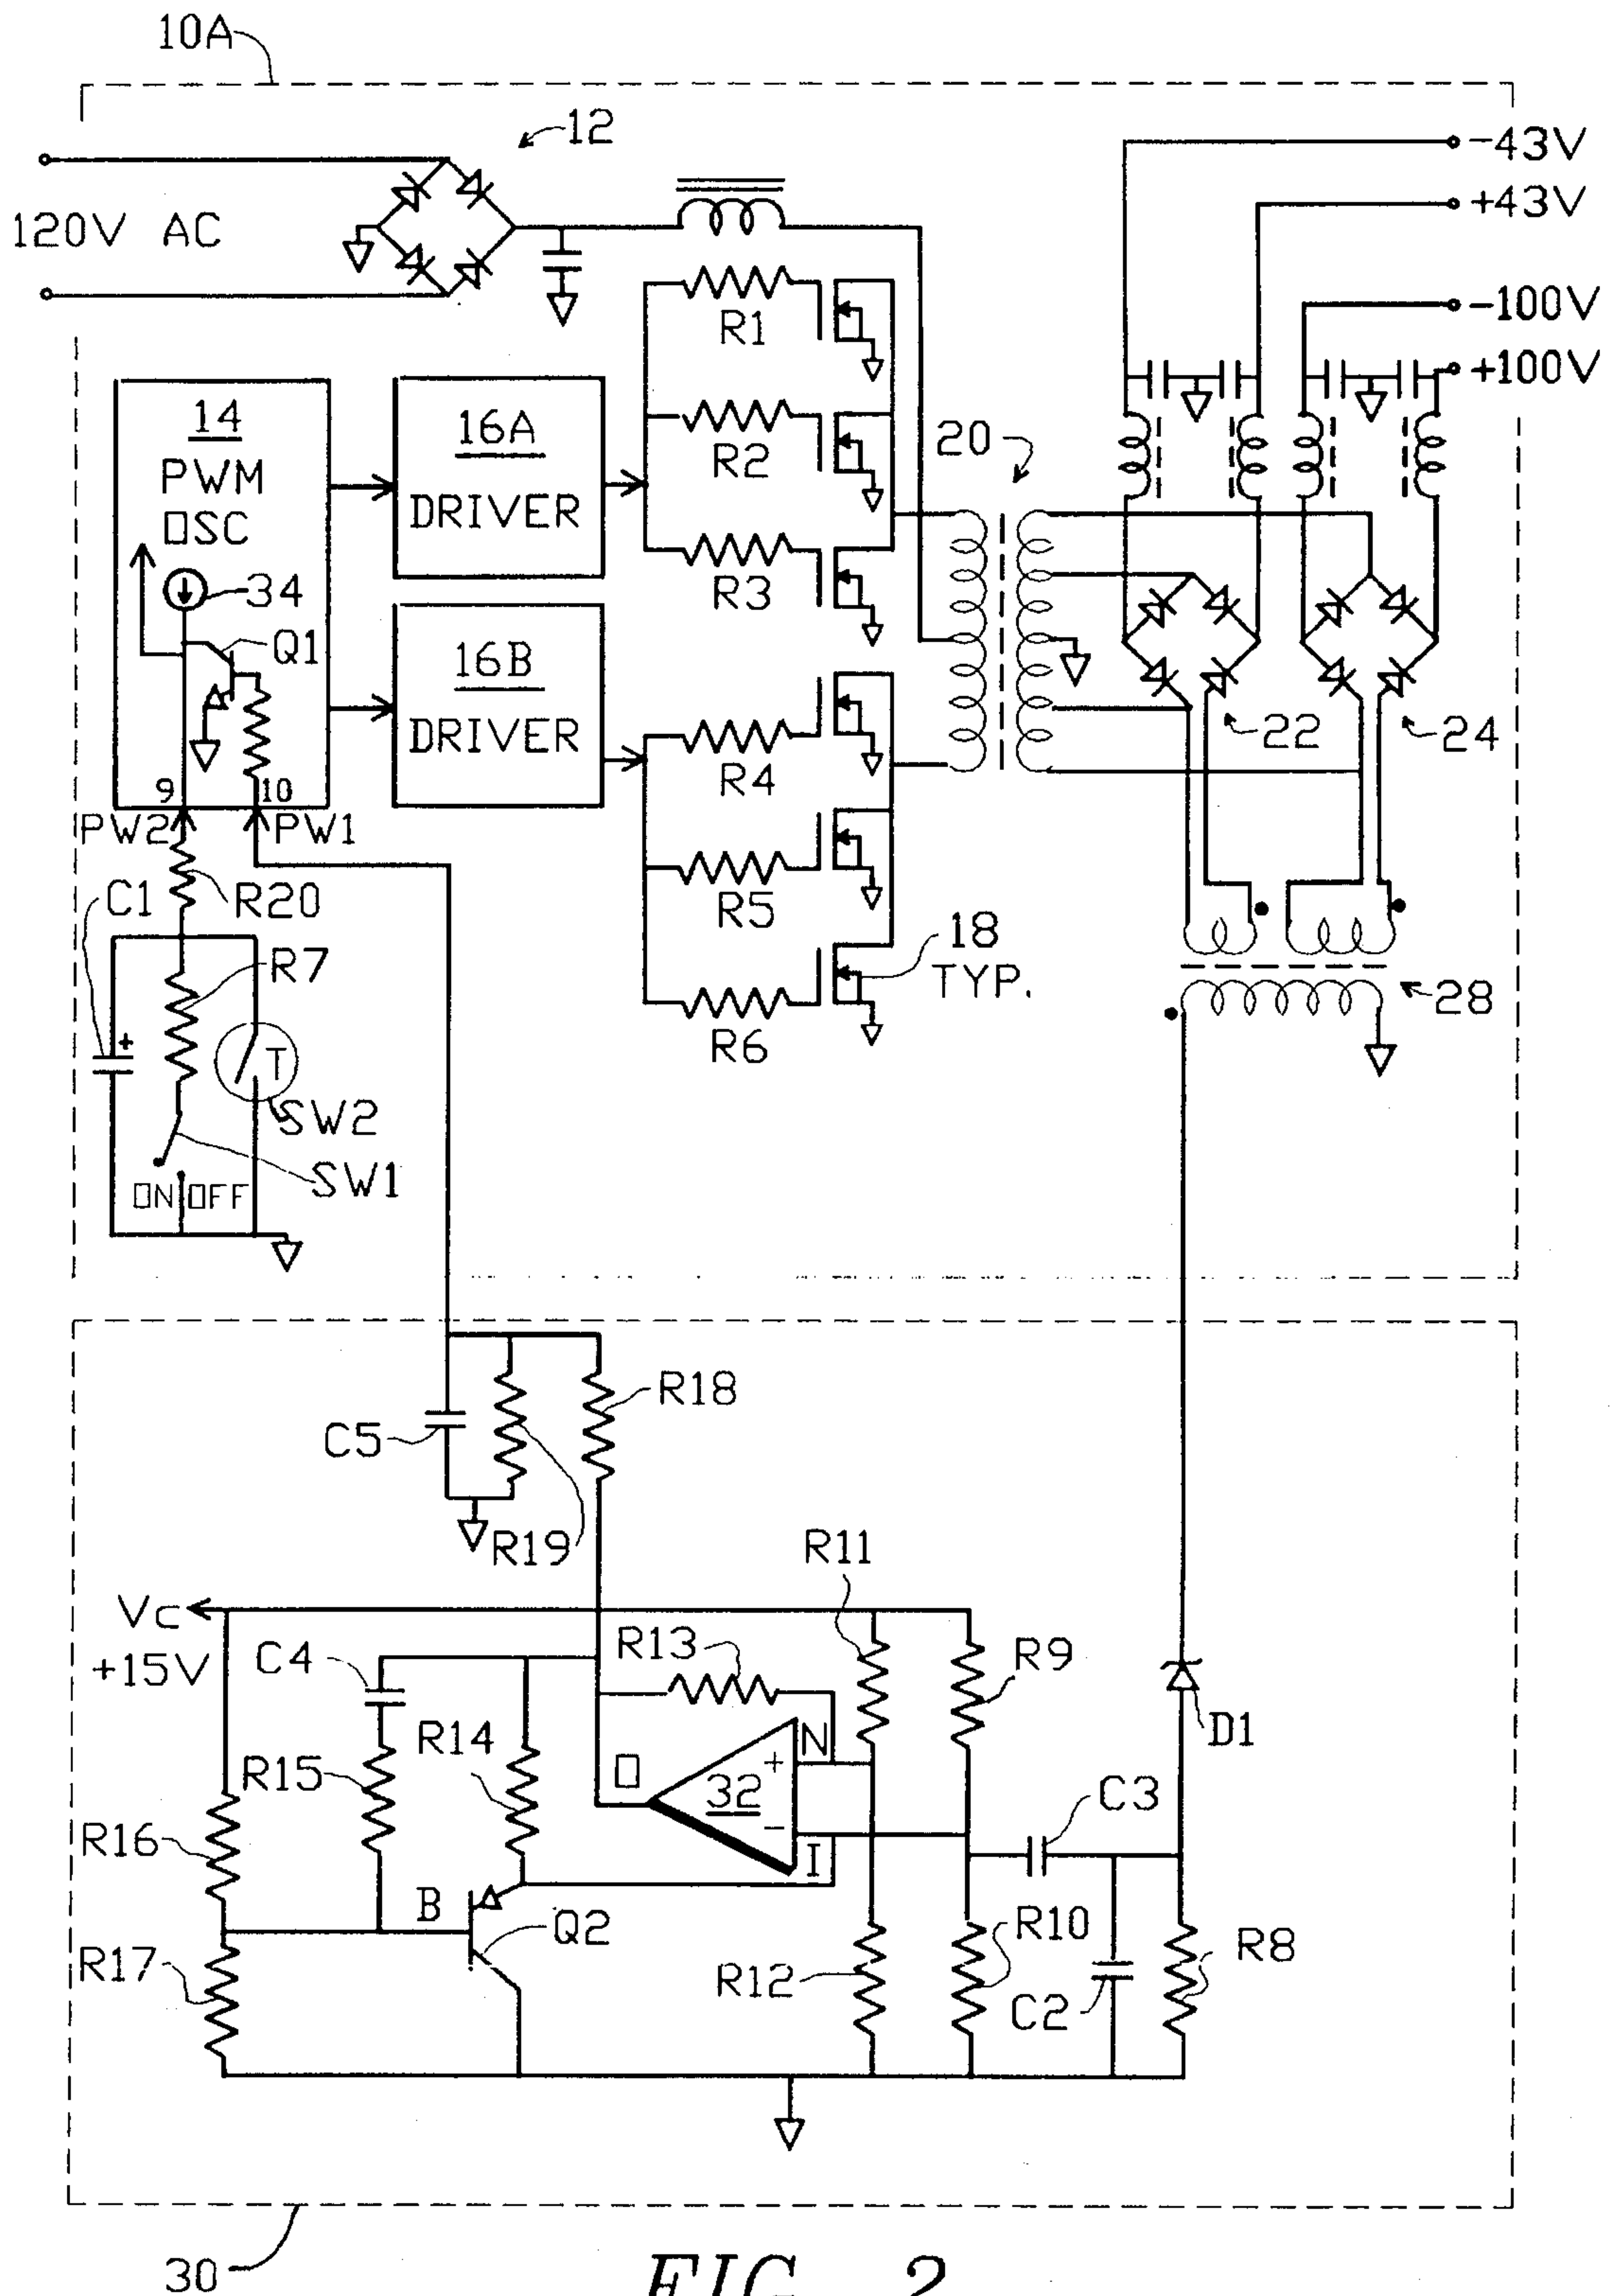 10A
12
-43V
+43V
120V AC
-100V
+100V
R1
14
PWM
OSC
16A
DRIVER
R2
20
34
R3
Q1
16B
DRIVER
R4
22
24
9
10
PW2
PW1
C1
R20
R5
18
TYP.
R7
28
+
T
R6
SW2
SW1
ON
OFF
R18
C5
R19
R11
Vc
+15V
C4
R13
R9
D1
R14
N
O
+
R15
32
C3
-
I
R16
B
Q2
R10
R8
R17
R12
C2
30
FIG. 2